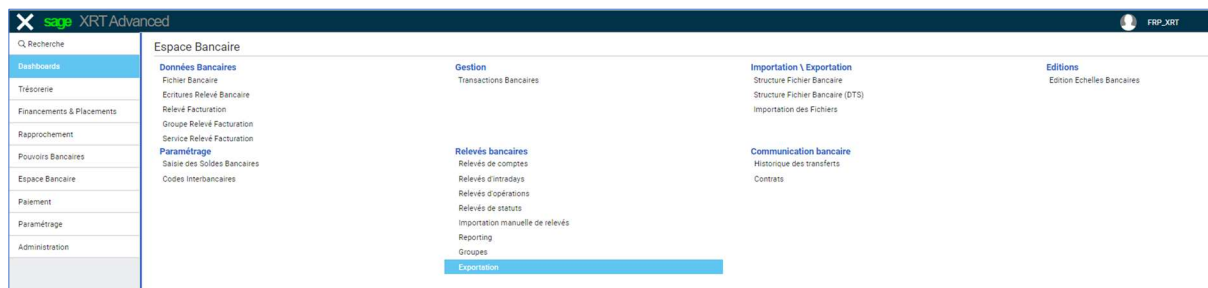 sage XRT Advanced
FRP_XRT
Recherche
Dashboards
Trésorerie
Financements & Placements
Rapprochement
Pouvoirs Bancaires
Espace Bancaire
Paiement
Paramétrage
Administration
Espace Bancaire
Données Bancaires
Fichier Bancaire
Ecritures Relevé Bancaire
Relevé Facturation
Groupe Relevé Facturation
Service Relevé Facturation
Gestion
Transactions Bancaires
Importation \ Exportation
Structure Fichier Bancaire
Structure Fichier Bancaire (DTS)
Importation des Fichiers
Editions
Edition Echelles Bancaires
Paramétrage
Saisie des Soldes Bancaires
Codes Interbancaires
Relevés bancaires
Relevés de comptes
Relevés d'intradays
Relevés d'opérations
Relevés de statuts
Importation manuelle de relevés
Reporting
Groupes
Exportation
Communication bancaire
Historique des transferts
Contrats